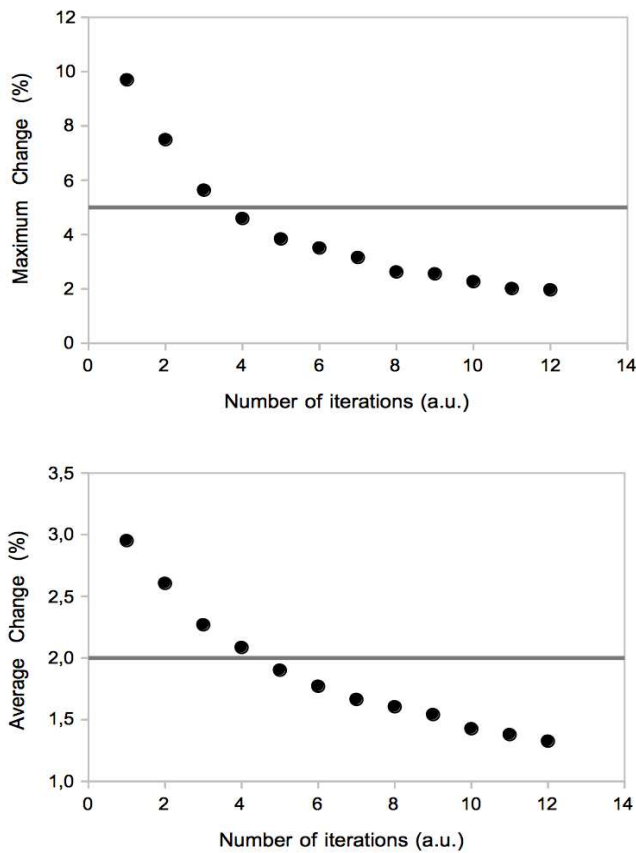 12
10
8
6
4
2
0
Maximum Change (%)
0 2 4 6 8 10 12 14
Number of iterations (a.u.)
3,5
3,0
2,5
2,0
1,5
1,0
Average Change (%)
0 2 4 6 8 10 12 14
Number of iterations (a.u.)